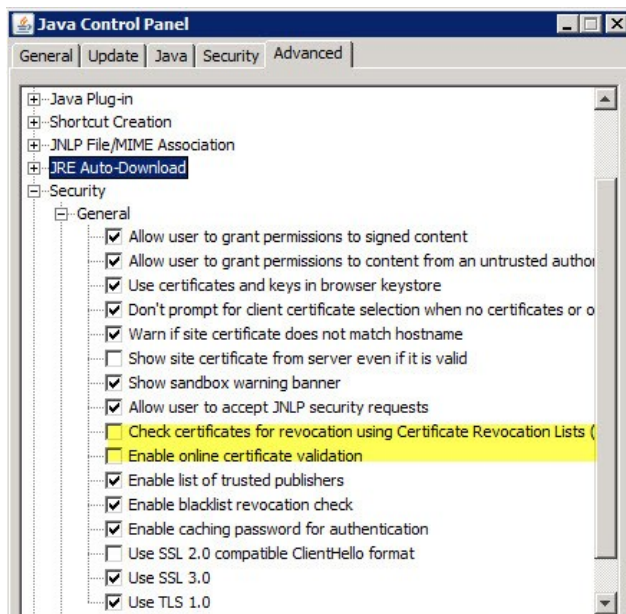 Java Control Panel
General Update Java Security Advanced
Java Plug-in
Shortcut Creation
JNLP File/MIME Association
JRE Auto-Download
Security
General
Allow user to grant permissions to signed content
Allow user to grant permissions to content from an untrusted author
Use certificates and keys in browser keystore
Don't prompt for client certificate selection when no certificates or o
Warn if site certificate does not match hostname
Show site certificate from server even if it is valid
Show sandbox warning banner
Allow user to accept JNLP security requests
Check certificates for revocation using Certificate Revocation Lists (
Enable online certificate validation
Enable list of trusted publishers
Enable blacklist revocation check
Enable caching password for authentication
Use SSL 2.0 compatible ClientHello format
Use SSL 3.0
Use TLS 1.0